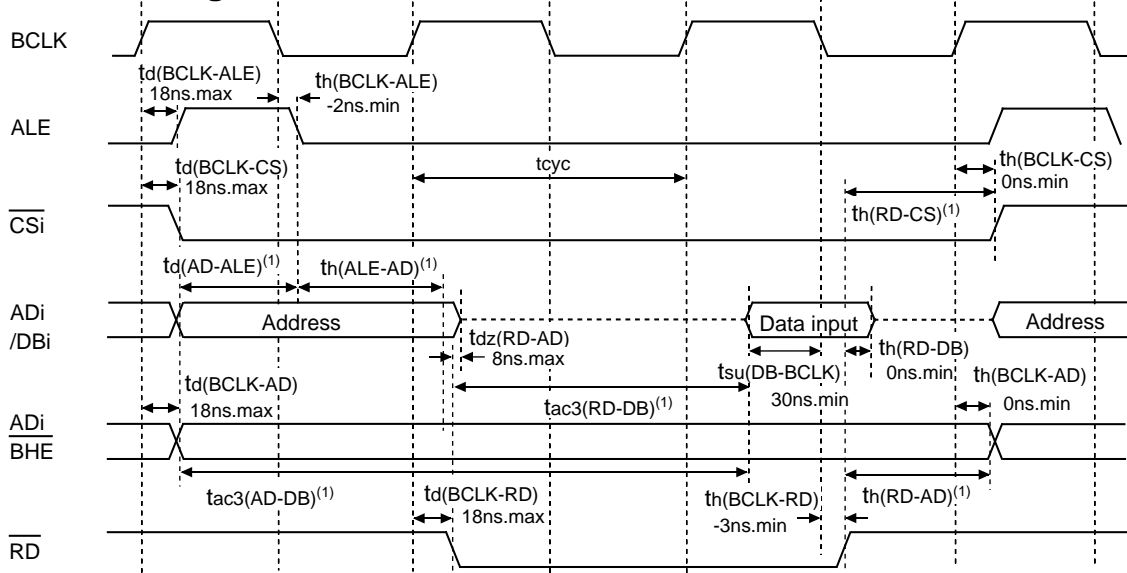 BCLK
td(BCLK-ALE)
18ns.max
th(BCLK-ALE)
-2ns.min
ALE
td(BCLK-CS)
18ns.max
tcyc
th(BCLK-CS)
0ns.min
th(RD-CS)(1)
CSi
td(AD-ALE)(1)
th(ALE-AD)(1)
ADi
/DBi
Address
Data input
Address
tdz(RD-AD)
8ns.max
tsu(DB-BCLK)
30ns.min
th(RD-DB)
0ns.min
td(BCLK-AD)
18ns.max
tac3(RD-DB)(1)
th(BCLK-AD)
0ns.min
ADi
BHE
tac3(AD-DB)(1)
td(BCLK-RD)
18ns.max
th(BCLK-RD)
-3ns.min
th(RD-AD)(1)
RD